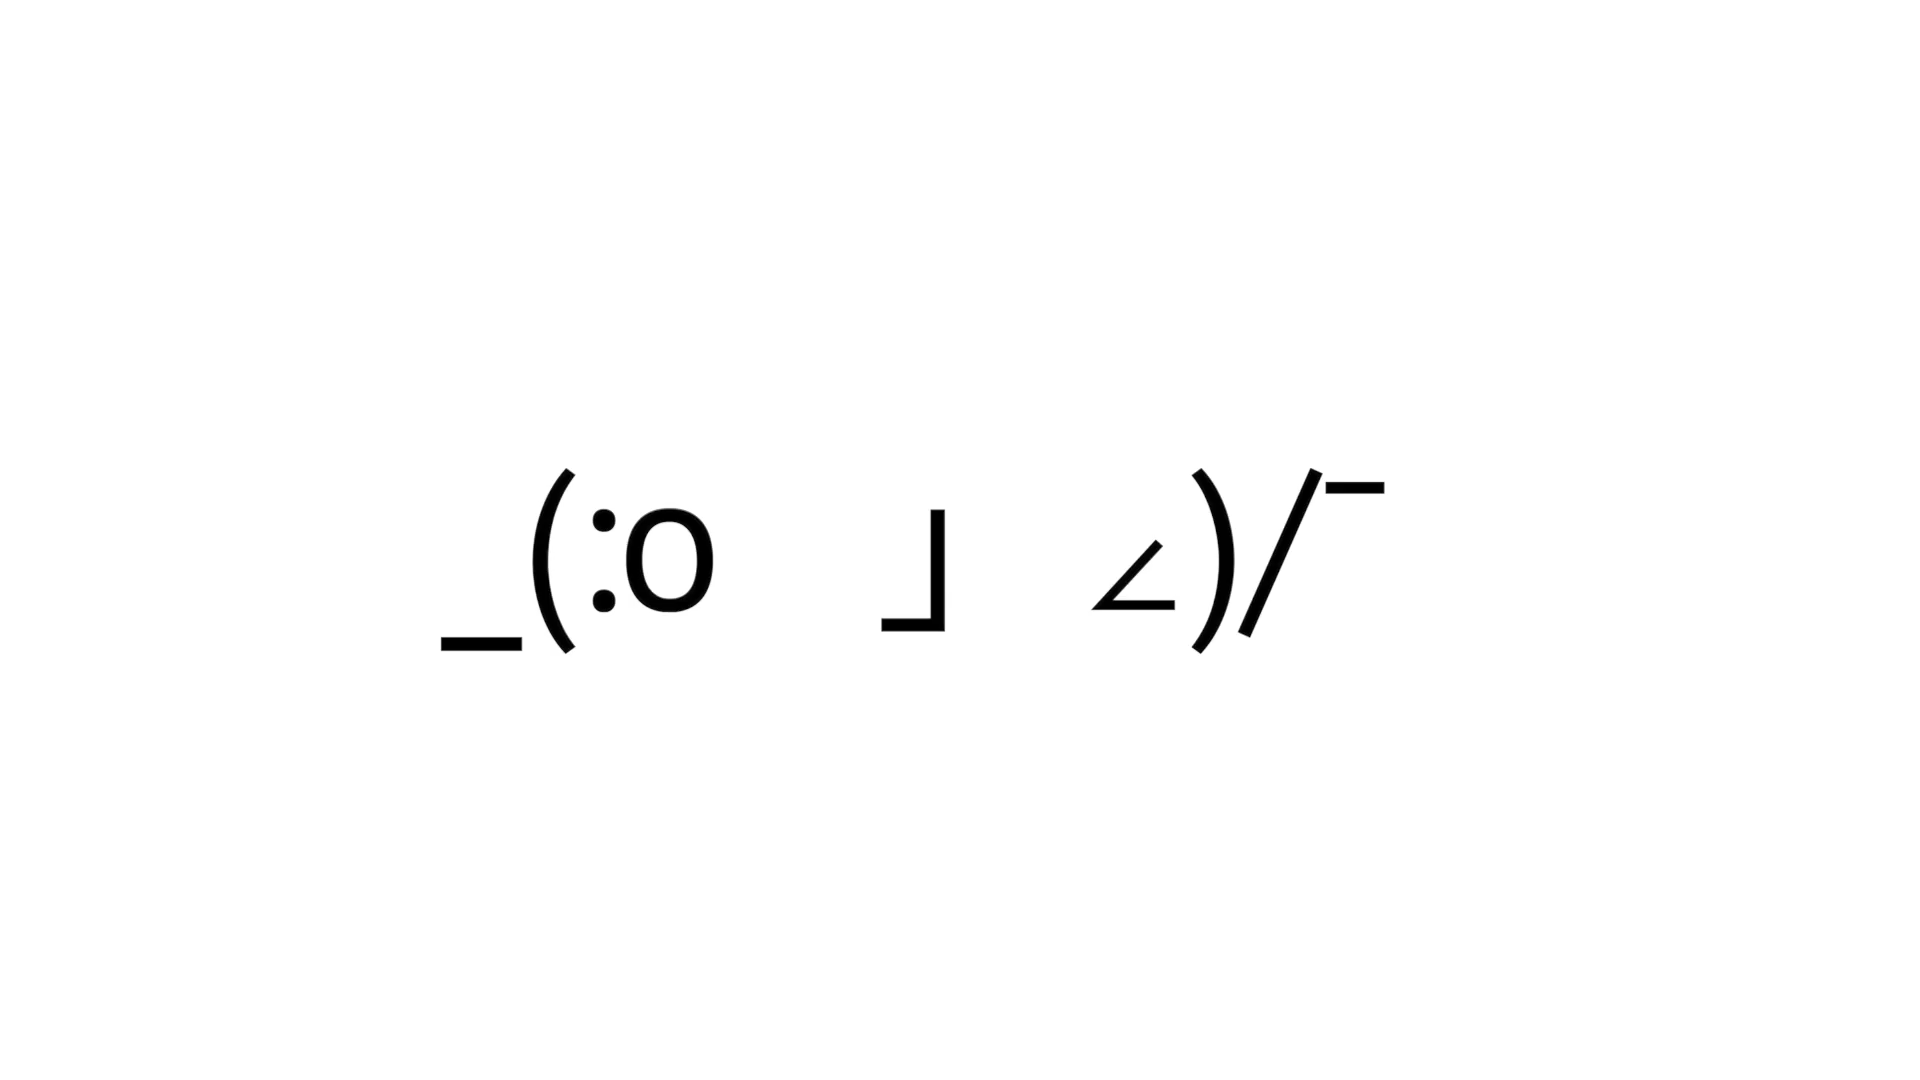 _(:o ｣ ∠)/¯